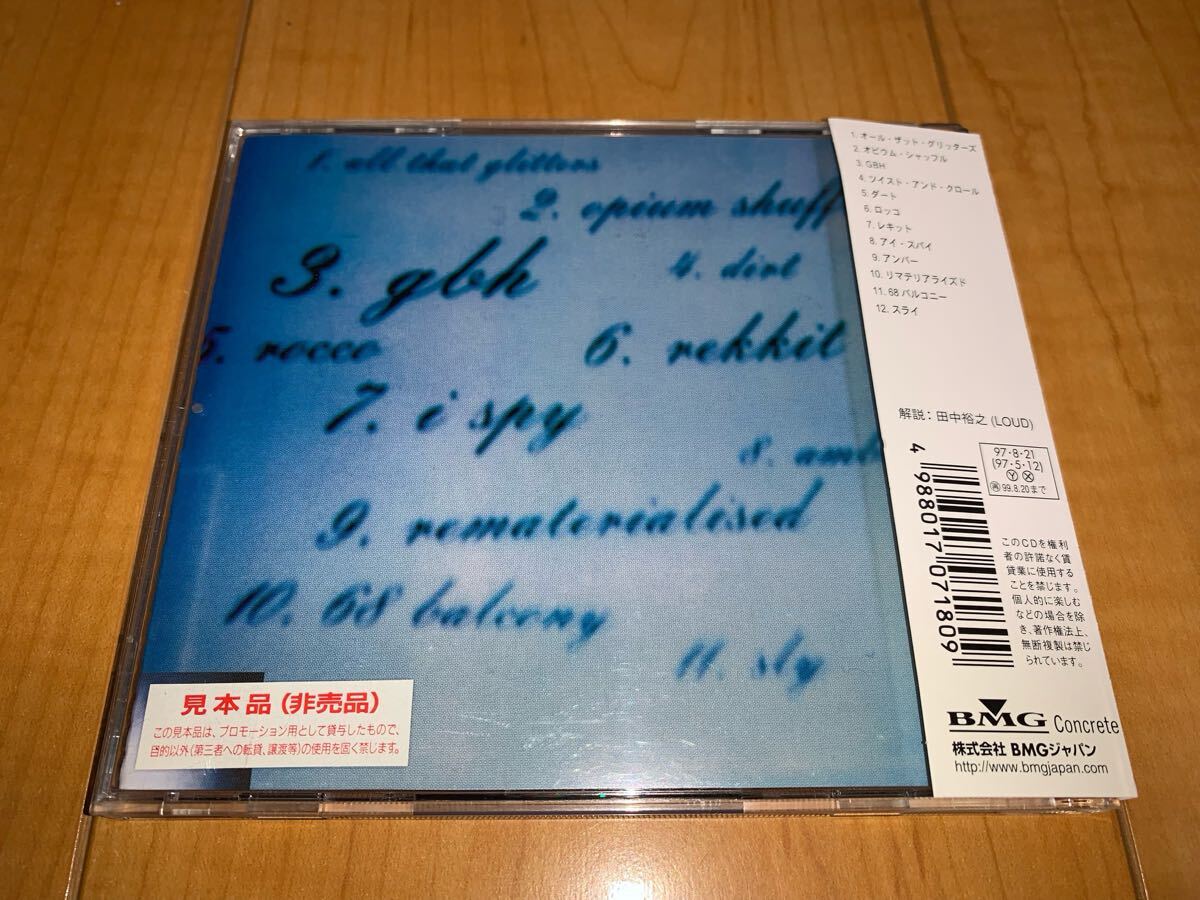 1. all that glitters
2. opium shuff
3. gbh
4. dirt
5. rocco
6. rekkit
7. i spy
8. amb
9. rematerialised
10. 68 balcony
11. sly
見本品(非売品)
この見本品は、プロモーション用として貸与したもので、
目的以外(第三者への転貸、譲渡等)の使用を固く禁じます。
1. オール・ザット・グリッターズ
2. オピウム・シャッフル
3. GBH
4. ツイスト・アンド・クロール
5. ダート
6. ロッコ
7. レキット
8. アイ・スパイ
9. アンバー
10. リマテリアライズド
11. 68バルコニー
12. スライ
解説:田中裕之(LOUD)
97・8・21
(97・5・12)
Ⓨ Ⓧ
再 99.8.20まで
4 988017 071809
このCDを権利
者の許諾なく賃
貸業に使用する
ことを禁じます。
個人的に楽しむ
などの場合を除
き、著作権法上、
無断複製は禁じ
られています。
BMG Concrete
株式会社 BMGジャパン
http://www.bmgjapan.com